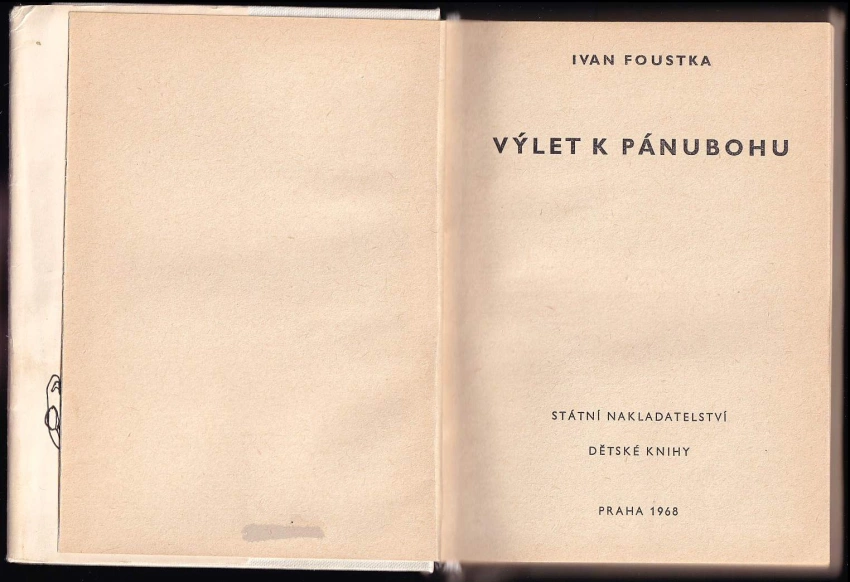 IVAN FOUSTKA
VÝLET K PÁNUBOHU
STÁTNÍ NAKLADATELSTVÍ
DĚTSKÉ KNIHY
PRAHA 1968